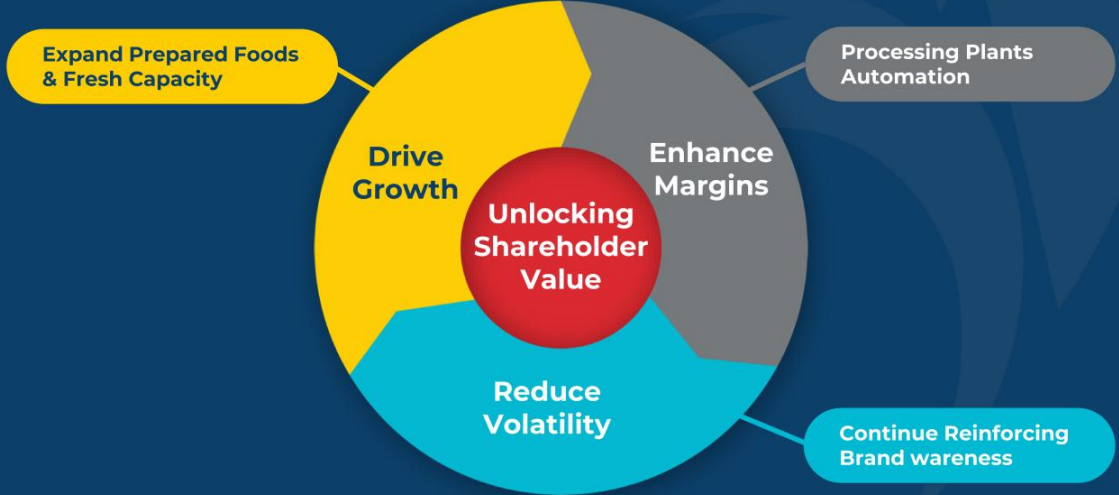 Expand Prepared Foods
& Fresh Capacity
Processing Plants
Automation
Drive
Growth
Enhance
Margins
Unlocking
Shareholder
Value
Reduce
Volatility
Continue Reinforcing
Brand wareness